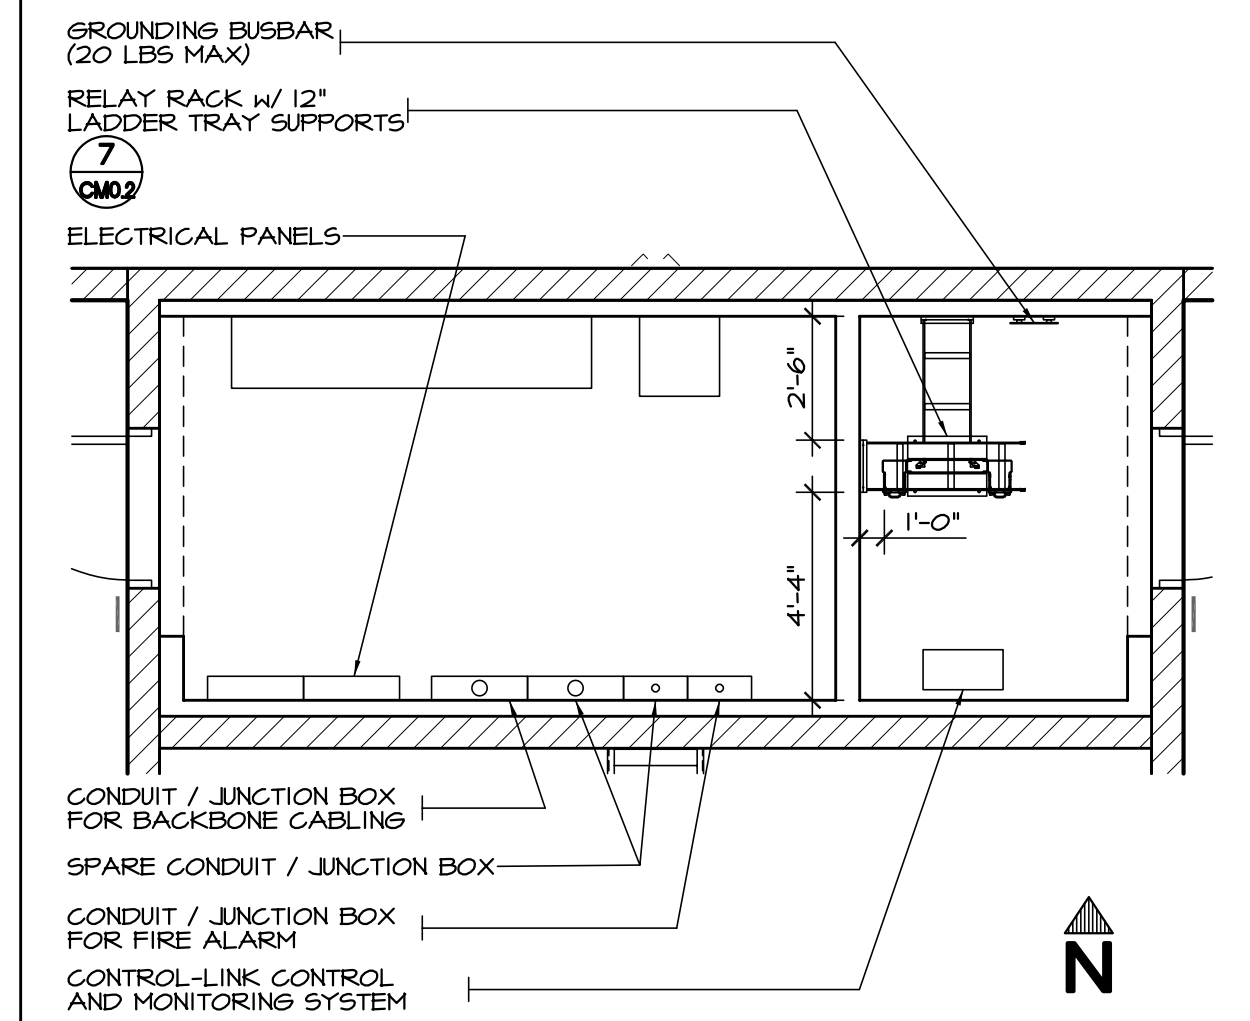 GROUNDING BUSBAR
(20 LBS MAX)
RELAY RACK w/ 12"
LADDER TRAY SUPPORTS
7
CM0.2
ELECTRICAL PANELS
2'-6"
1'-0"
4'-4"
CONDUIT / JUNCTION BOX
FOR BACKBONE CABLING
SPARE CONDUIT / JUNCTION BOX
CONDUIT / JUNCTION BOX
FOR FIRE ALARM
CONTROL-LINK CONTROL
AND MONITORING SYSTEM
N